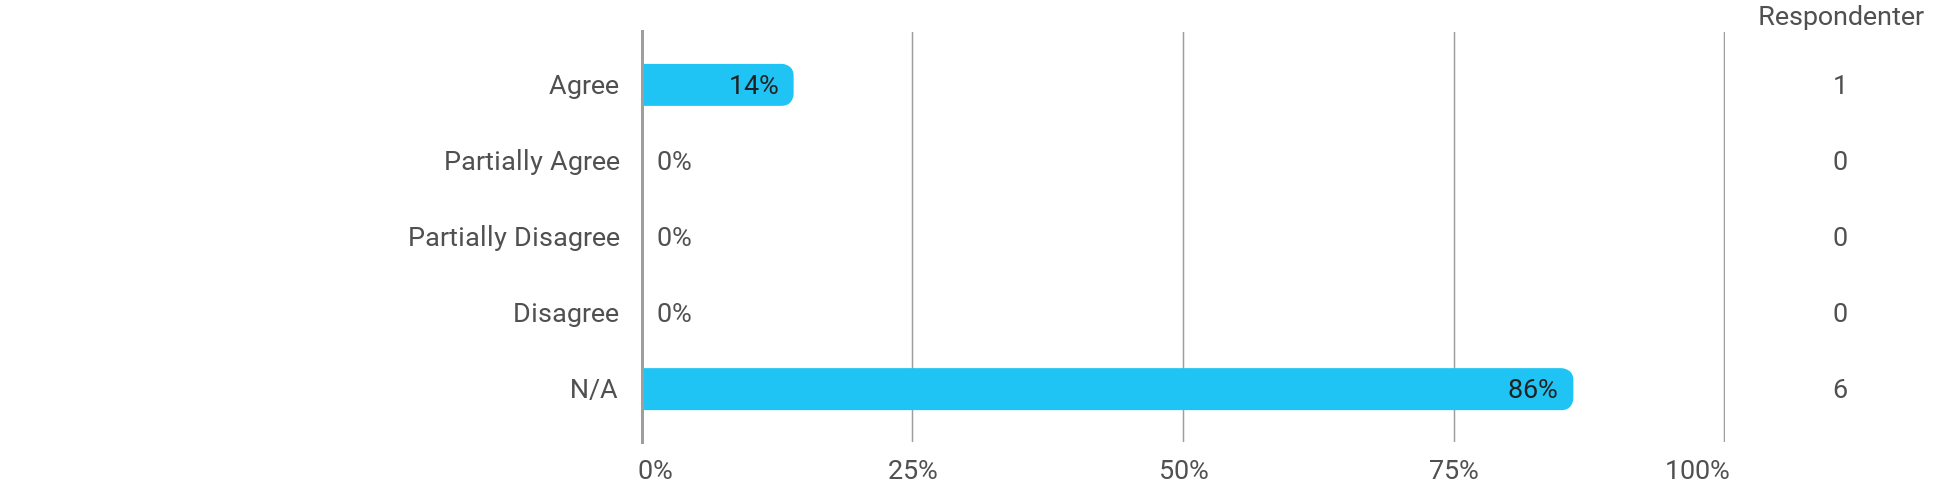 Respondenter
Agree 14% 1
Partially Agree 0% 0
Partially Disagree 0% 0
Disagree 0% 0
N/A 86% 6
0% 25% 50% 75% 100%